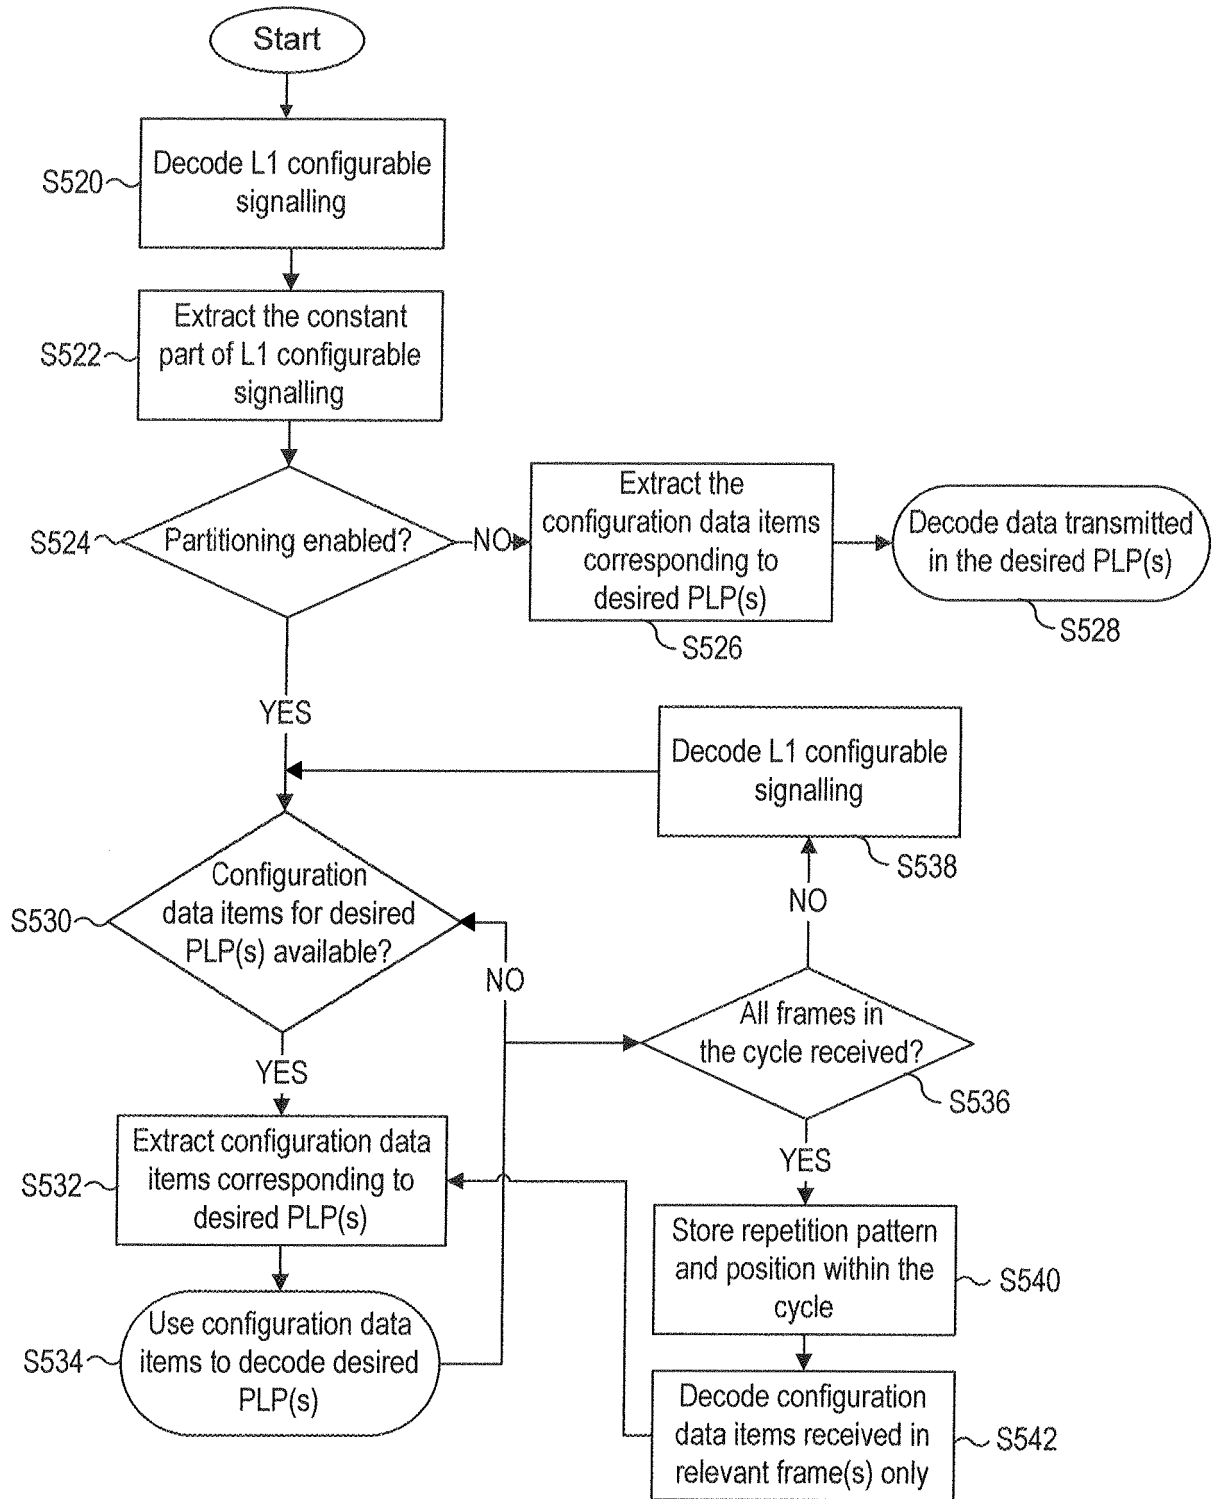 Start
Decode L1 configurable
signalling
S520
Extract the constant
part of L1 configurable
signalling
S522
Partitioning enabled?
S524
NO
Extract the
configuration data items
corresponding to
desired PLP(s)
S526
Decode data transmitted
in the desired PLP(s)
S528
YES
Decode L1 configurable
signalling
S538
Configuration
data items for desired
PLP(s) available?
S530
NO
NO
All frames in
the cycle received?
S536
YES
YES
Extract configuration data
items corresponding to
desired PLP(s)
S532
Store repetition pattern
and position within the
cycle
S540
Use configuration data
items to decode desired
PLP(s)
S534
Decode configuration
data items received in
relevant frame(s) only
S542